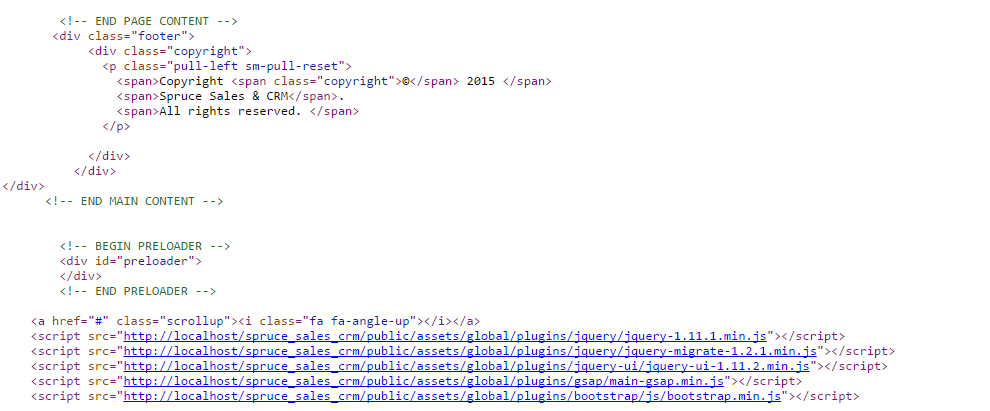 <!-- END PAGE CONTENT -->
<div class="footer">
<div class="copyright">
<p class="pull-left sm-pull-reset">
<span>Copyright <span class="copyright">©</span> 2015 </span>
<span>Spruce Sales & CRM</span>.
<span>All rights reserved. </span>
</p>
</div>
</div>
</div>
<!-- END MAIN CONTENT -->
<!-- BEGIN PRELOADER -->
<div id="preloader">
</div>
<!-- END PRELOADER -->
<a href="#" class="scrollup"><i class="fa fa-angle-up"></i></a>
<script src="http://localhost/spruce_sales_crm/public/assets/global/plugins/jquery/jquery-1.11.1.min.js"></script>
<script src="http://localhost/spruce_sales_crm/public/assets/global/plugins/jquery/jquery-migrate-1.2.1.min.js"></script>
<script src="http://localhost/spruce_sales_crm/public/assets/global/plugins/jquery-ui/jquery-ui-1.11.2.min.js"></script>
<script src="http://localhost/spruce_sales_crm/public/assets/global/plugins/gsap/main-gsap.min.js"></script>
<script src="http://localhost/spruce_sales_crm/public/assets/global/plugins/bootstrap/js/bootstrap.min.js"></script>